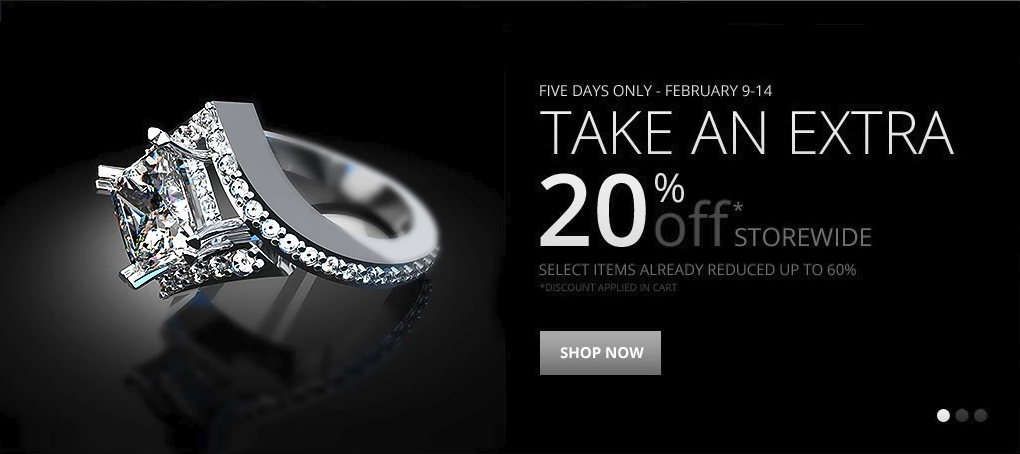 FIVE DAYS ONLY - FEBRUARY 9-14
TAKE AN EXTRA
20% off* STOREWIDE
SELECT ITEMS ALREADY REDUCED UP TO 60%
*DISCOUNT APPLIED IN CART
SHOP NOW